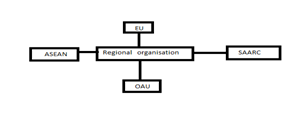 EU
ASEAN
Regional organisation
SAARC
OAU